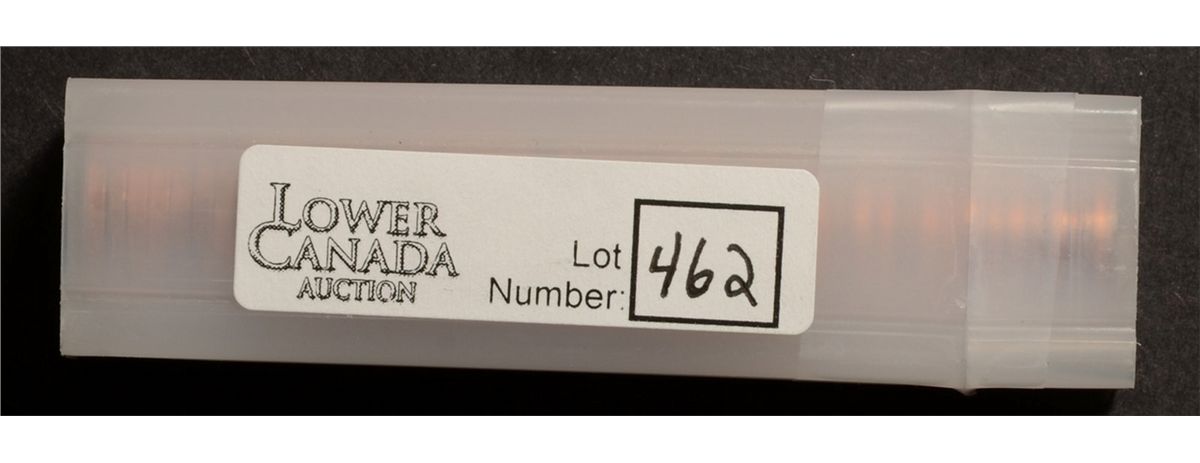 LOWER
CANADA
AUCTION
Lot
Number: 462